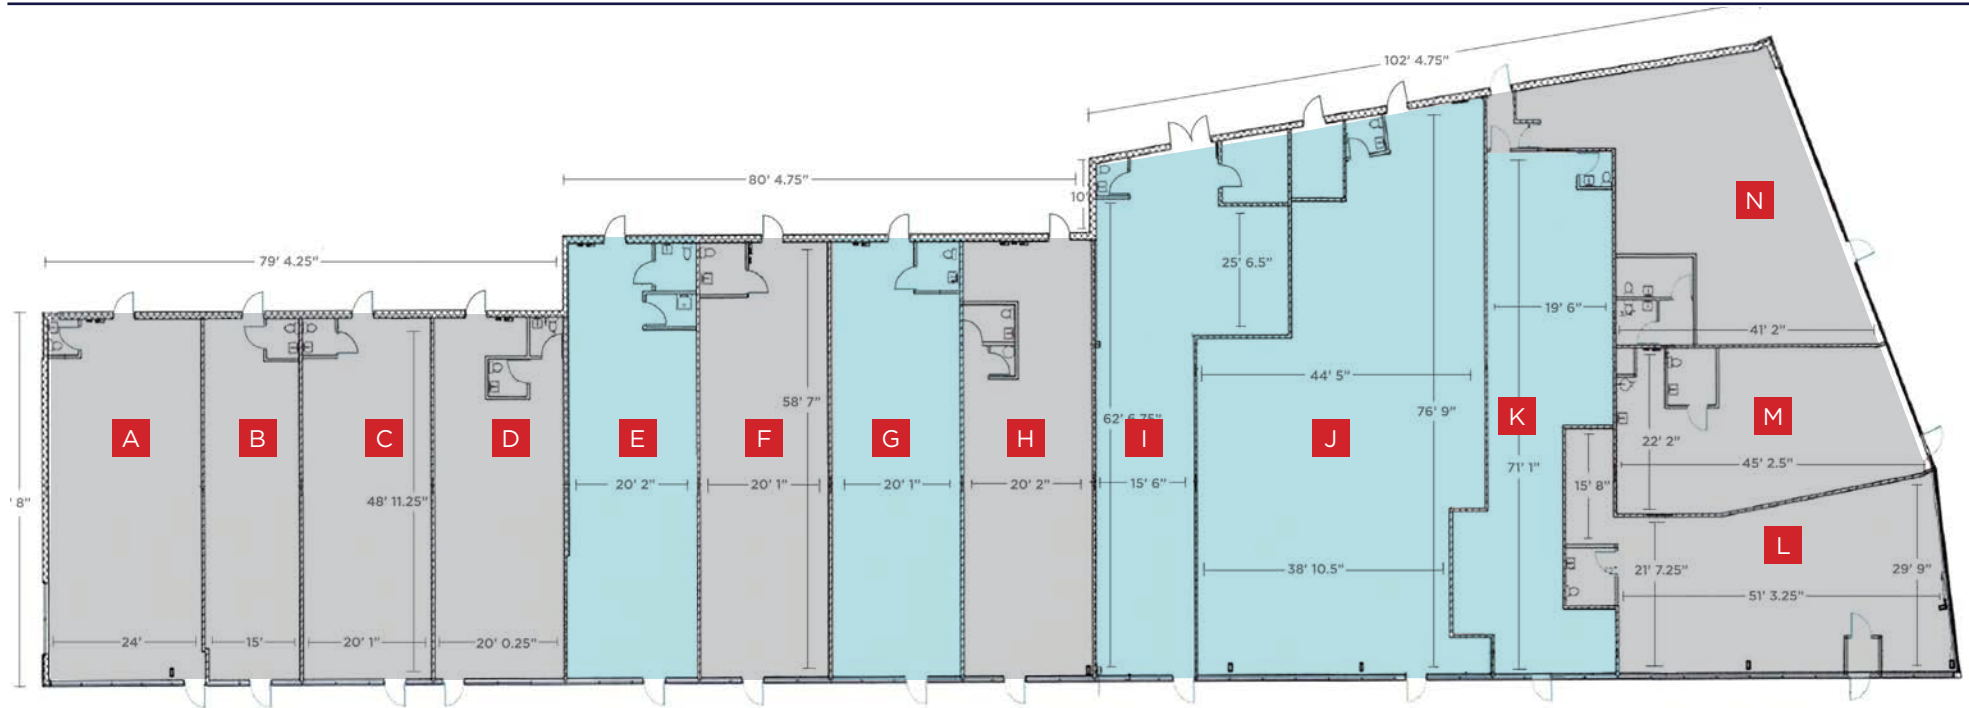 102' 4.75"
80' 4.75"
10'
79' 4.25"
N
25' 6.5"
19' 6"
41' 2"
44' 5"
58' 7"
76' 9"
62' 6.75"
A
B
C
D
E
F
G
H
I
J
K
M
22' 2"
45' 2.5"
71' 1"
48' 11.25"
' 8"
20' 2"
20' 1"
20' 1"
20' 2"
15' 6"
15' 8"
L
38' 10.5"
21' 7.25"
29' 9"
51' 3.25"
24'
15'
20' 1"
20' 0.25"